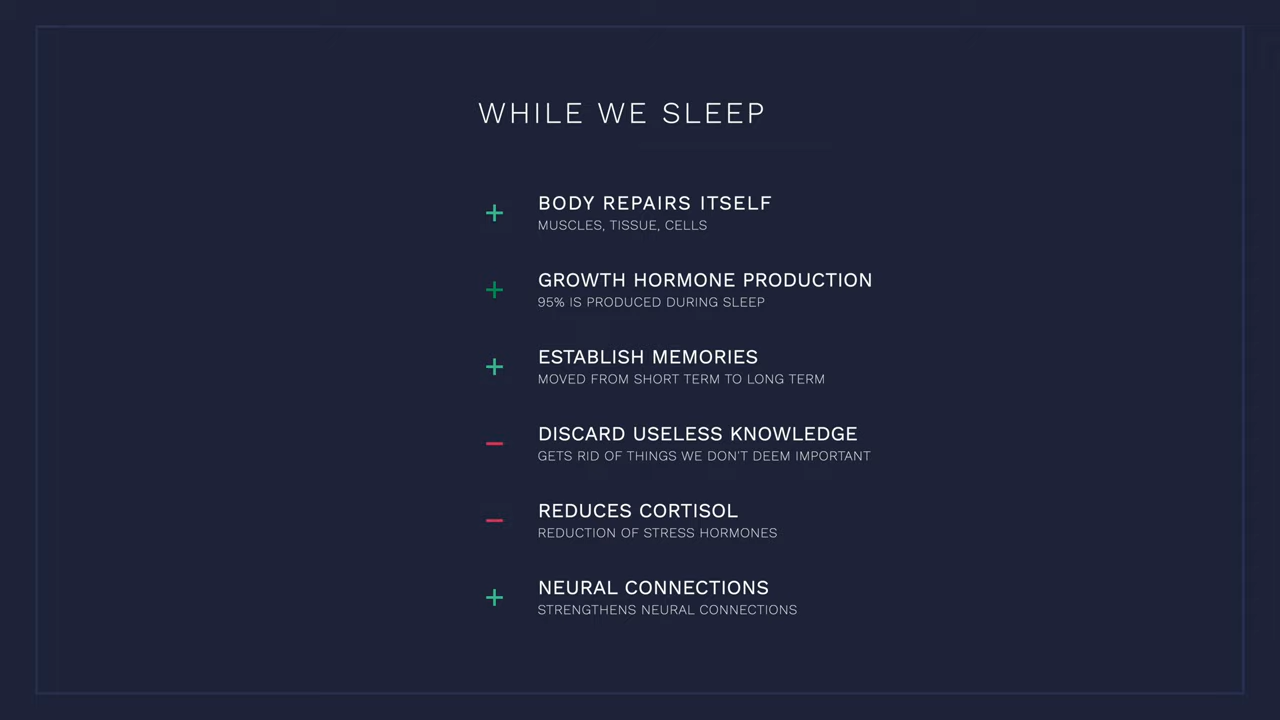 WHILE WE SLEEP
+ BODY REPAIRS ITSELF
MUSCLES, TISSUE, CELLS
+ GROWTH HORMONE PRODUCTION
95% IS PRODUCED DURING SLEEP
+ ESTABLISH MEMORIES
MOVED FROM SHORT TERM TO LONG TERM
− DISCARD USELESS KNOWLEDGE
GETS RID OF THINGS WE DON'T DEEM IMPORTANT
− REDUCES CORTISOL
REDUCTION OF STRESS HORMONES
+ NEURAL CONNECTIONS
STRENGTHENS NEURAL CONNECTIONS